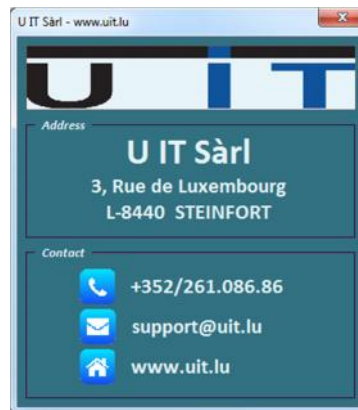 U IT Sàrl - www.uit.lu
U IT
Address
U IT Sàrl
3, Rue de Luxembourg
L-8440 STEINFORT
Contact
+352/261.086.86
support@uit.lu
www.uit.lu